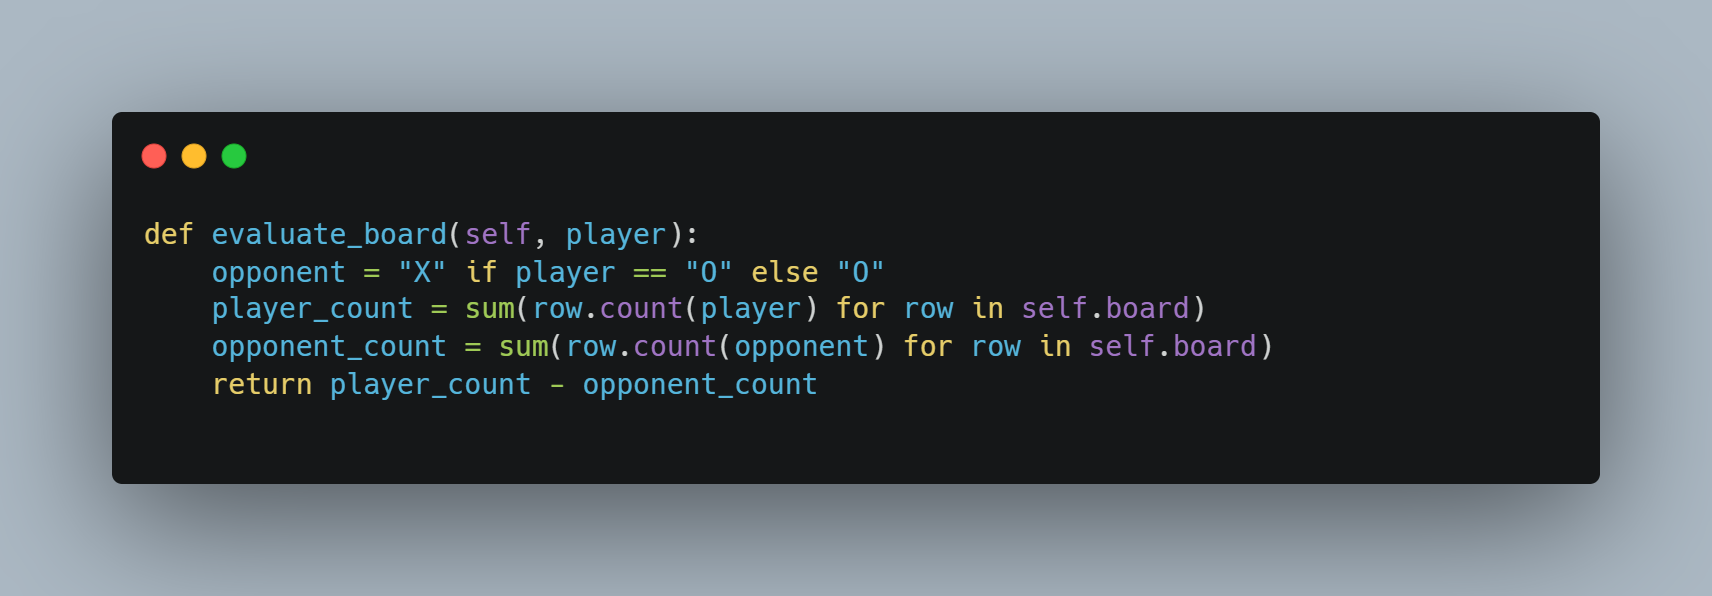 def evaluate_board(self, player):
    opponent = "X" if player == "O" else "O"
    player_count = sum(row.count(player) for row in self.board)
    opponent_count = sum(row.count(opponent) for row in self.board)
    return player_count - opponent_count